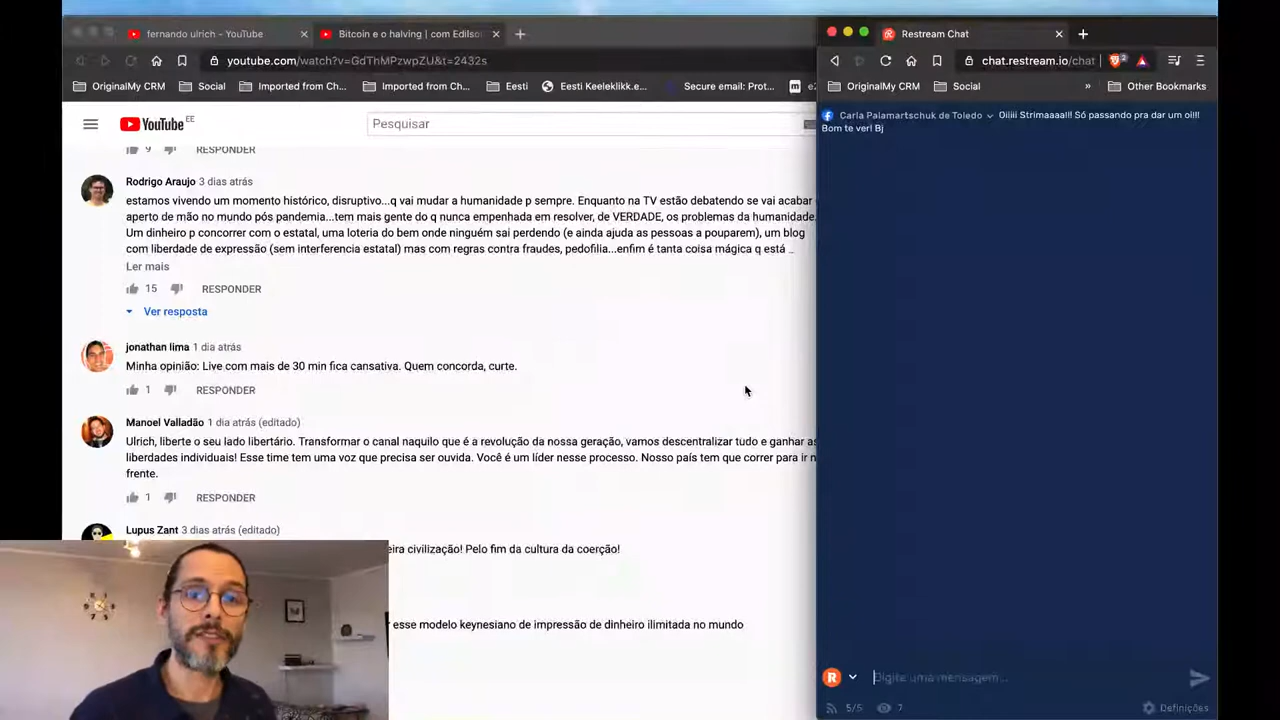 fernando ulrich - YouTube
Bitcoin e o halving | com Edilso
Restream Chat
youtube.com/watch?v=GdThMPzwpZU&t=2432s
chat.restream.io/chat
2
OriginalMy CRM
Social
Imported from Ch...
Imported from Ch...
Eesti
Eesti Keeleklikk.e...
Secure email: Prot...
OriginalMy CRM
Social
»
Other Bookmarks
YouTube EE
Pesquisar
Carla Palamartschuk de Toledo Oiiiii Strimaaaa!!! Só passando pra dar um oi!!!
Bom te ver! Bj
9 RESPONDER
Rodrigo Araujo 3 dias atrás
estamos vivendo um momento histórico, disruptivo...q vai mudar a humanidade p sempre. Enquanto na TV estão debatendo se vai acabar
aperto de mão no mundo pós pandemia...tem mais gente do q nunca empenhada em resolver, de VERDADE, os problemas da humanidade.
Um dinheiro p concorrer com o estatal, uma loteria do bem onde ninguém sai perdendo (e ainda ajuda as pessoas a pouparem), um blog
com liberdade de expressão (sem interferencia estatal) mas com regras contra fraudes, pedofilia...enfim é tanta coisa mágica q está ...
Ler mais
15 RESPONDER
Ver resposta
jonathan lima 1 dia atrás
Minha opinião: Live com mais de 30 min fica cansativa. Quem concorda, curte.
1 RESPONDER
Manoel Valladão 1 dia atrás (editado)
Ulrich, liberte o seu lado libertário. Transformar o canal naquilo que é a revolução da nossa geração, vamos descentralizar tudo e ganhar as
liberdades individuais! Esse time tem uma voz que precisa ser ouvida. Você é um líder nesse processo. Nosso país tem que correr para ir
frente.
1 RESPONDER
Lupus Zant 3 dias atrás (editado)
eira civilização! Pelo fim da cultura da coerção!
esse modelo keynesiano de impressão de dinheiro ilimitada no mundo
R
Digite uma mensagem...
5/5 7
Definições